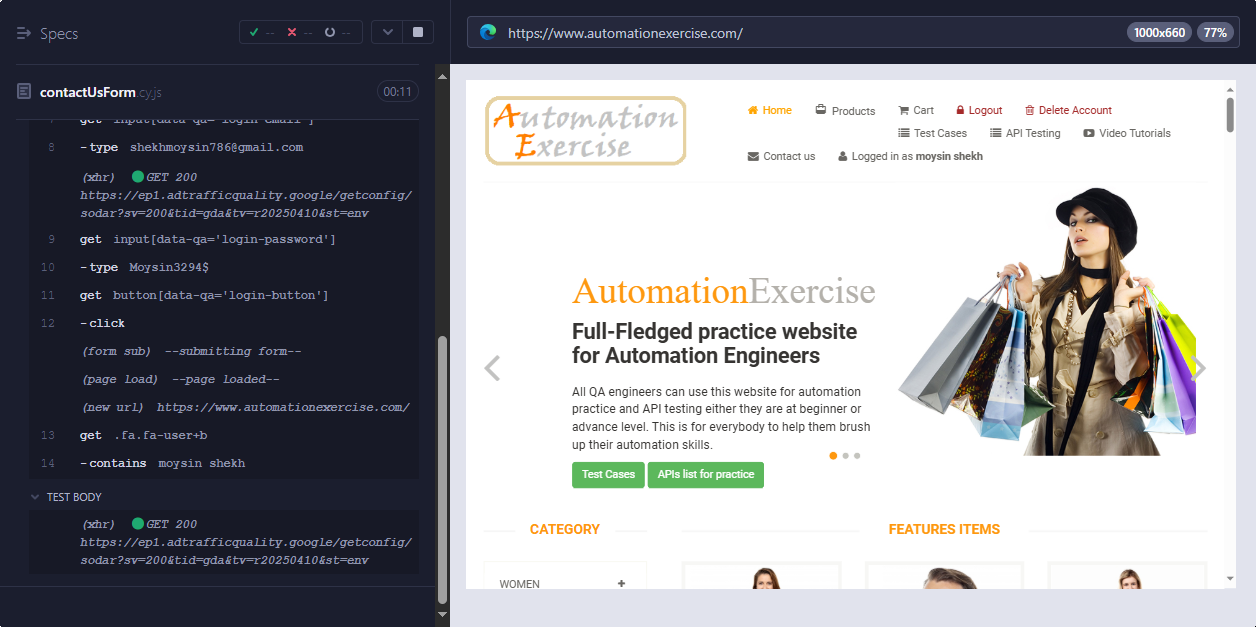 Specs
-- -- --
contactUsForm.cy.js
00:11
7 get input[data-qa='login-email']
8 -type shekhmoysin786@gmail.com
(xhr) GET 200
https://ep1.adtrafficquality.google/getconfig/
sodar?sv=200&tid=gda&tv=r20250410&st=env
9 get input[data-qa='login-password']
10 -type Moysin3294$
11 get button[data-qa='login-button']
12 -click
(form sub) --submitting form--
(page load) --page loaded--
(new url) https://www.automationexercise.com/
13 get .fa.fa-user+b
14 -contains moysin shekh
TEST BODY
(xhr) GET 200
https://ep1.adtrafficquality.google/getconfig/
sodar?sv=200&tid=gda&tv=r20250410&st=env
https://www.automationexercise.com/
1000x660
77%
Automation
Exercise
Home Products Cart Logout Delete Account
Test Cases API Testing Video Tutorials
Contact us Logged in as moysin shekh
AutomationExercise
Full-Fledged practice website
for Automation Engineers
All QA engineers can use this website for automation
practice and API testing either they are at beginner or
advance level. This is for everybody to help them brush
up their automation skills.
Test Cases APIs list for practice
CATEGORY
FEATURES ITEMS
WOMEN +